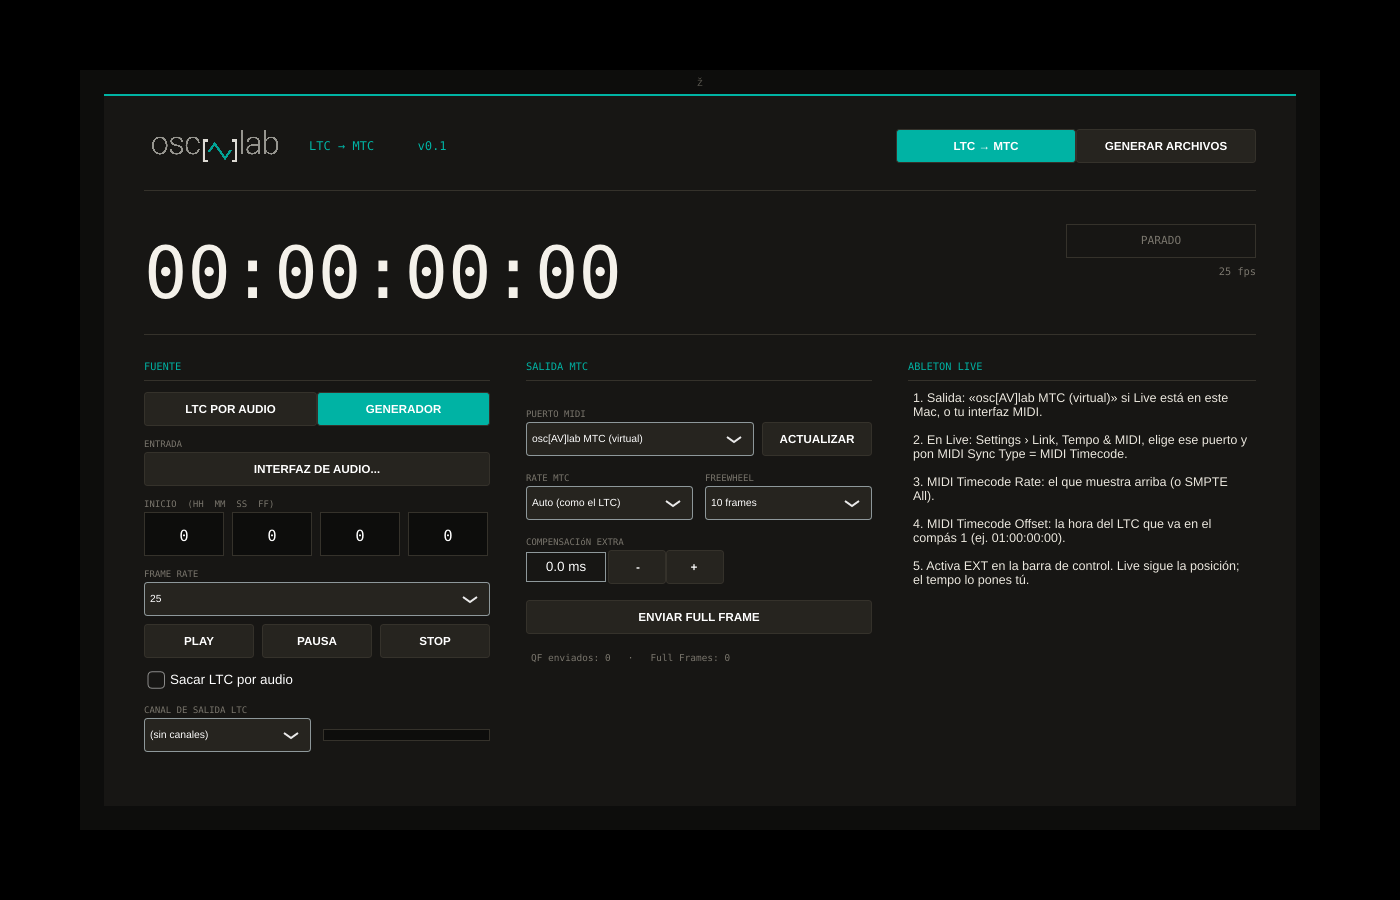 ž
osc[ ]lab LTC → MTC v0.1
LTC → MTC GENERAR ARCHIVOS
00:00:00:00
PARADO
25 fps
FUENTE
LTC POR AUDIO GENERADOR
ENTRADA
INTERFAZ DE AUDIO...
INICIO (HH MM SS FF)
0 0 0 0
FRAME RATE
25
PLAY PAUSA STOP
Sacar LTC por audio
CANAL DE SALIDA LTC
(sin canales)
SALIDA MTC
PUERTO MIDI
osc[AV]lab MTC (virtual) ACTUALIZAR
RATE MTC FREEWHEEL
Auto (como el LTC) 10 frames
COMPENSACIóN EXTRA
0.0 ms - +
ENVIAR FULL FRAME
QF enviados: 0 · Full Frames: 0
ABLETON LIVE
1. Salida: «osc[AV]lab MTC (virtual)» si Live está en este
Mac, o tu interfaz MIDI.
2. En Live: Settings › Link, Tempo & MIDI, elige ese puerto y
pon MIDI Sync Type = MIDI Timecode.
3. MIDI Timecode Rate: el que muestra arriba (o SMPTE
All).
4. MIDI Timecode Offset: la hora del LTC que va en el
compás 1 (ej. 01:00:00:00).
5. Activa EXT en la barra de control. Live sigue la posición;
el tempo lo pones tú.